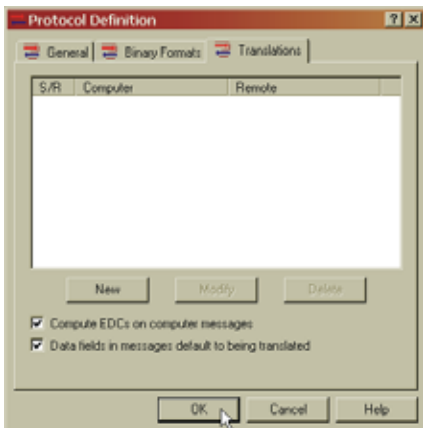 Protocol Definition
General Binary Formats Translations
S/R Computer Remote
New Modify Delete
Compute EDCs on computer messages
Data fields in messages default to being translated
OK Cancel Help